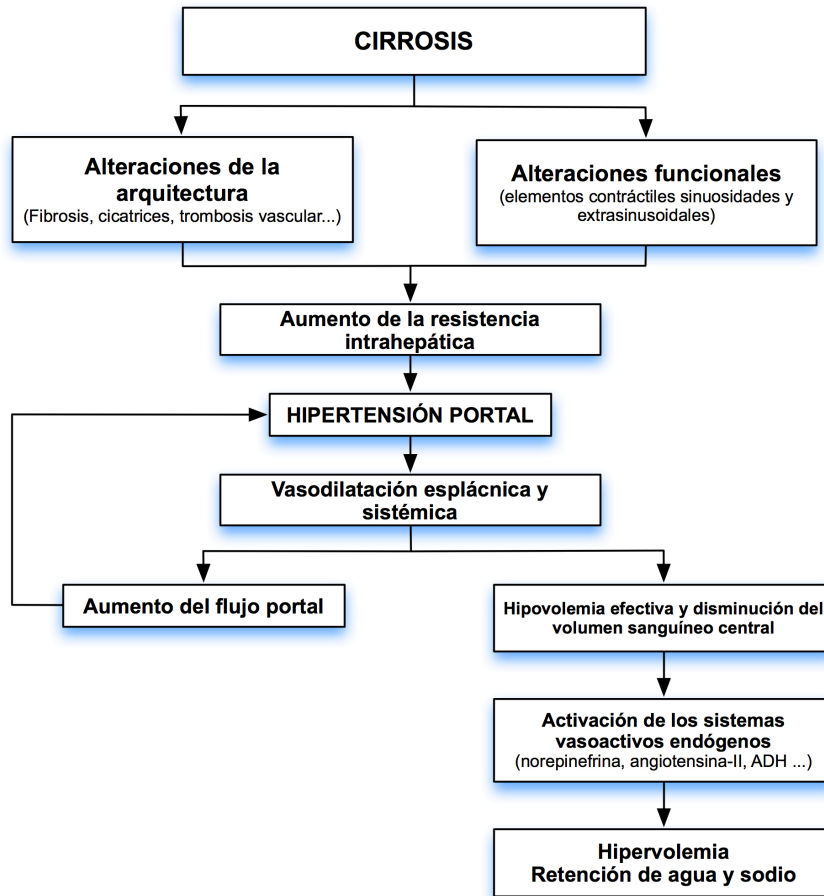 CIRROSIS
Alteraciones de la
arquitectura
(Fibrosis, cicatrices, trombosis vascular...)
Alteraciones funcionales
(elementos contráctiles sinuosidades y
extrasinusoidales)
Aumento de la resistencia
intrahepática
HIPERTENSIÓN PORTAL
Vasodilatación esplácnica y
sistémica
Aumento del flujo portal
Hipovolemia efectiva y disminución del
volumen sanguíneo central
Activación de los sistemas
vasoactivos endógenos
(norepinefrina, angiotensina-II, ADH ...)
Hipervolemia
Retención de agua y sodio